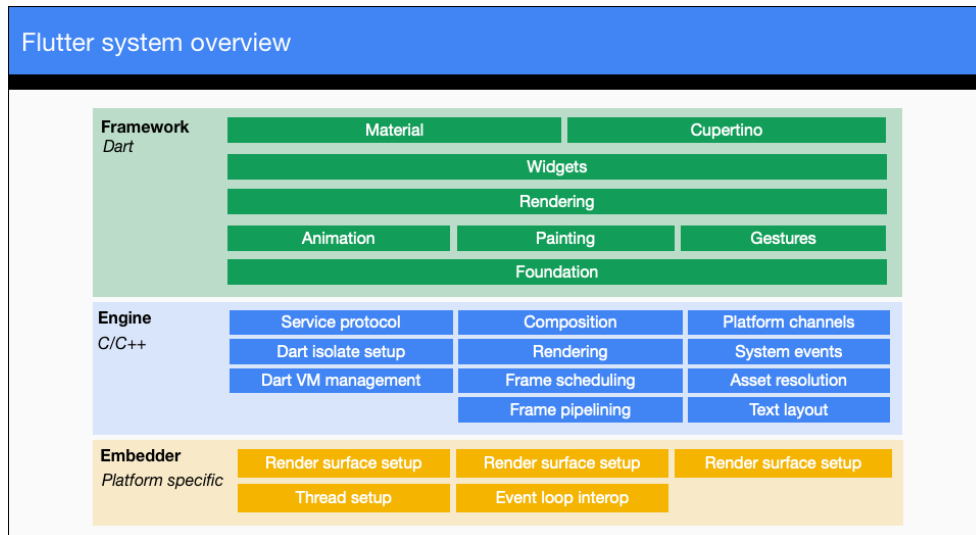 Flutter system overview
Framework
Dart
Material
Cupertino
Widgets
Rendering
Animation
Painting
Gestures
Foundation
Engine
C/C++
Service protocol
Composition
Platform channels
Dart isolate setup
Rendering
System events
Dart VM management
Frame scheduling
Asset resolution
Frame pipelining
Text layout
Embedder
Platform specific
Render surface setup
Render surface setup
Render surface setup
Thread setup
Event loop interop